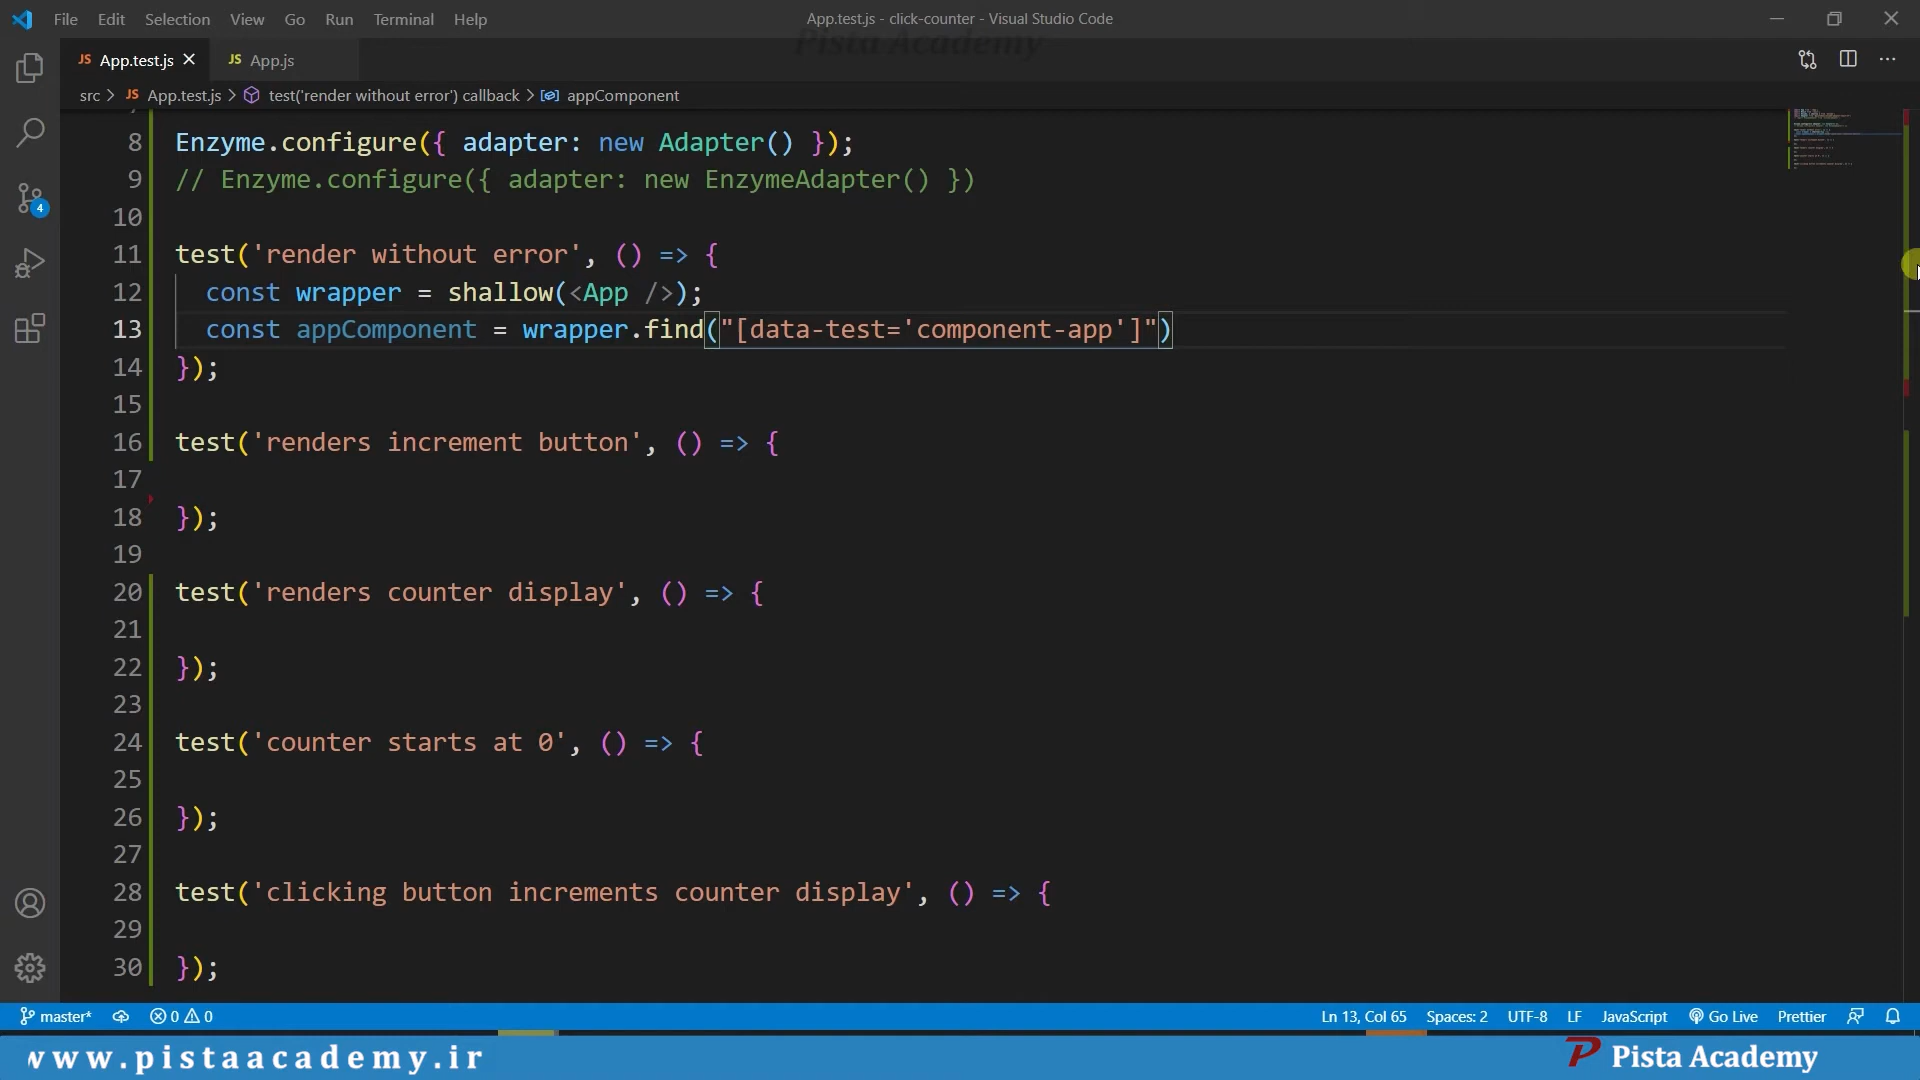 File Edit Selection View Go Run Terminal Help App.test.js - click-counter - Visual Studio Code
Pista Academy
JS App.test.js JS App.js
src > JS App.test.js > test('render without error') callback > appComponent
8 Enzyme.configure({ adapter: new Adapter() });
9 // Enzyme.configure({ adapter: new EnzymeAdapter() })
10
11 test('render without error', () => {
12 const wrapper = shallow(<App />);
13 const appComponent = wrapper.find("[data-test='component-app']")
14 });
15
16 test('renders increment button', () => {
17
18 });
19
20 test('renders counter display', () => {
21
22 });
23
24 test('counter starts at 0', () => {
25
26 });
27
28 test('clicking button increments counter display', () => {
29
30 });
4
master* 0 0 Ln 13, Col 65 Spaces: 2 UTF-8 LF JavaScript Go Live Prettier
www.pistaacademy.ir P Pista Academy